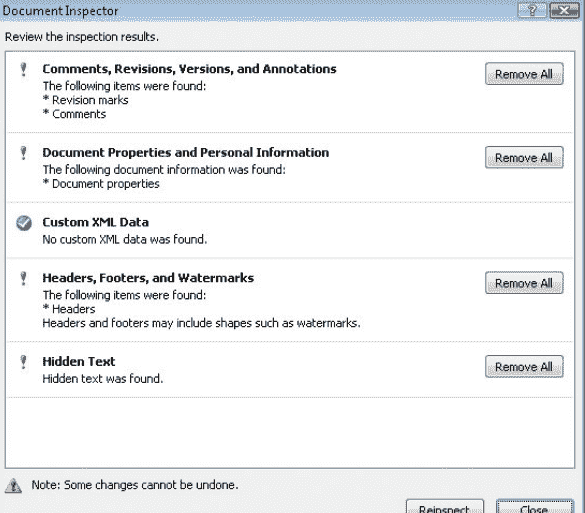 Document Inspector
Review the inspection results.
Comments, Revisions, Versions, and Annotations
Remove All
The following items were found:
* Revision marks
* Comments
Document Properties and Personal Information
Remove All
The following document information was found:
* Document properties
Custom XML Data
No custom XML data was found.
Headers, Footers, and Watermarks
Remove All
The following items were found:
* Headers
Headers and footers may include shapes such as watermarks.
Hidden Text
Remove All
Hidden text was found.
Note: Some changes cannot be undone.
Reinspect
Close